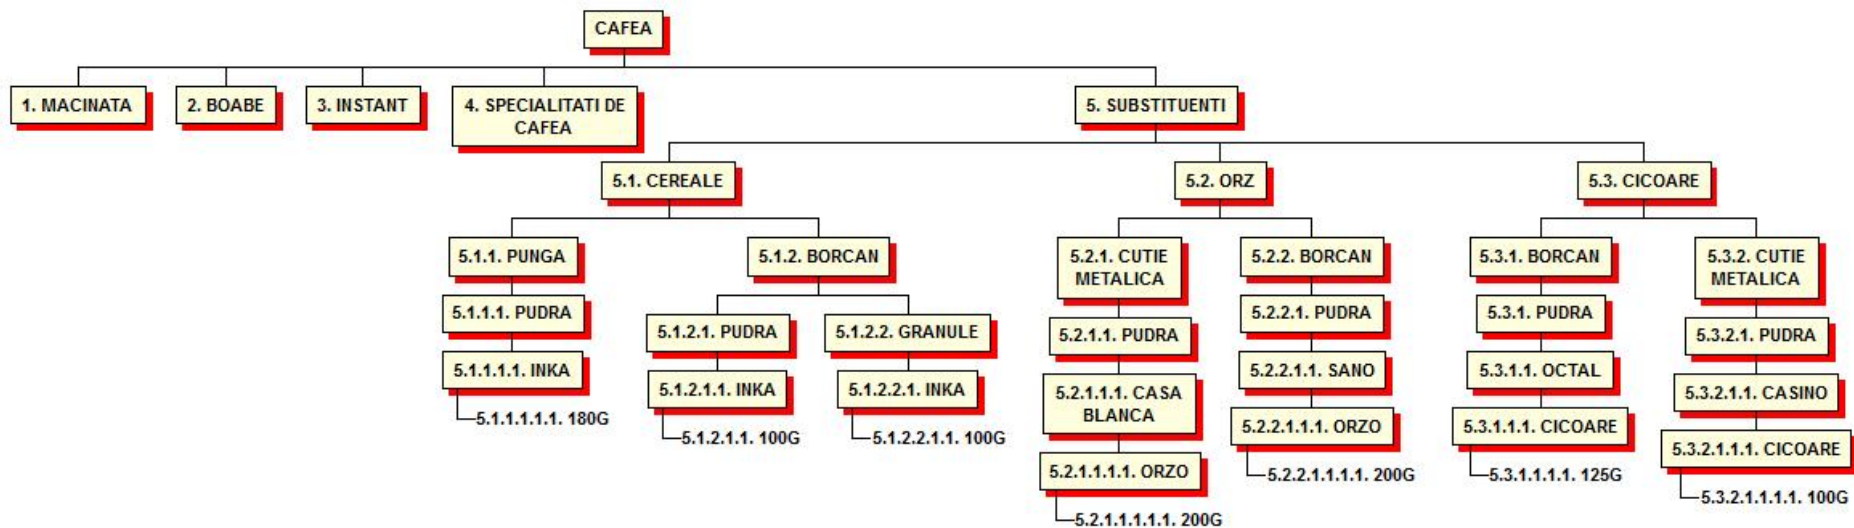 CAFEA
1. MACINATA
2. BOABE
3. INSTANT
4. SPECIALITATI DE
CAFEA
5. SUBSTITUENTI
5.1. CEREALE
5.2. ORZ
5.3. CICOARE
5.1.1. PUNGA
5.1.2. BORCAN
5.2.1. CUTIE
METALICA
5.2.2. BORCAN
5.3.1. BORCAN
5.3.2. CUTIE
METALICA
5.1.1.1. PUDRA
5.1.2.1. PUDRA
5.1.2.2. GRANULE
5.2.1.1. PUDRA
5.2.2.1. PUDRA
5.3.1. PUDRA
5.3.2.1. PUDRA
5.1.1.1.1. INKA
5.1.2.1.1. INKA
5.1.2.2.1. INKA
5.2.1.1.1. CASA
BLANCA
5.2.2.1.1. SANO
5.3.1.1. OCTAL
5.3.2.1.1. CASINO
5.1.1.1.1.1. 180G
5.1.2.1.1. 100G
5.1.2.2.1.1. 100G
5.2.1.1.1.1. ORZO
5.2.2.1.1.1. ORZO
5.3.1.1.1. CICOARE
5.3.2.1.1.1. CICOARE
5.2.1.1.1.1.1. 200G
5.2.2.1.1.1.1. 200G
5.3.1.1.1.1. 125G
5.3.2.1.1.1.1. 100G